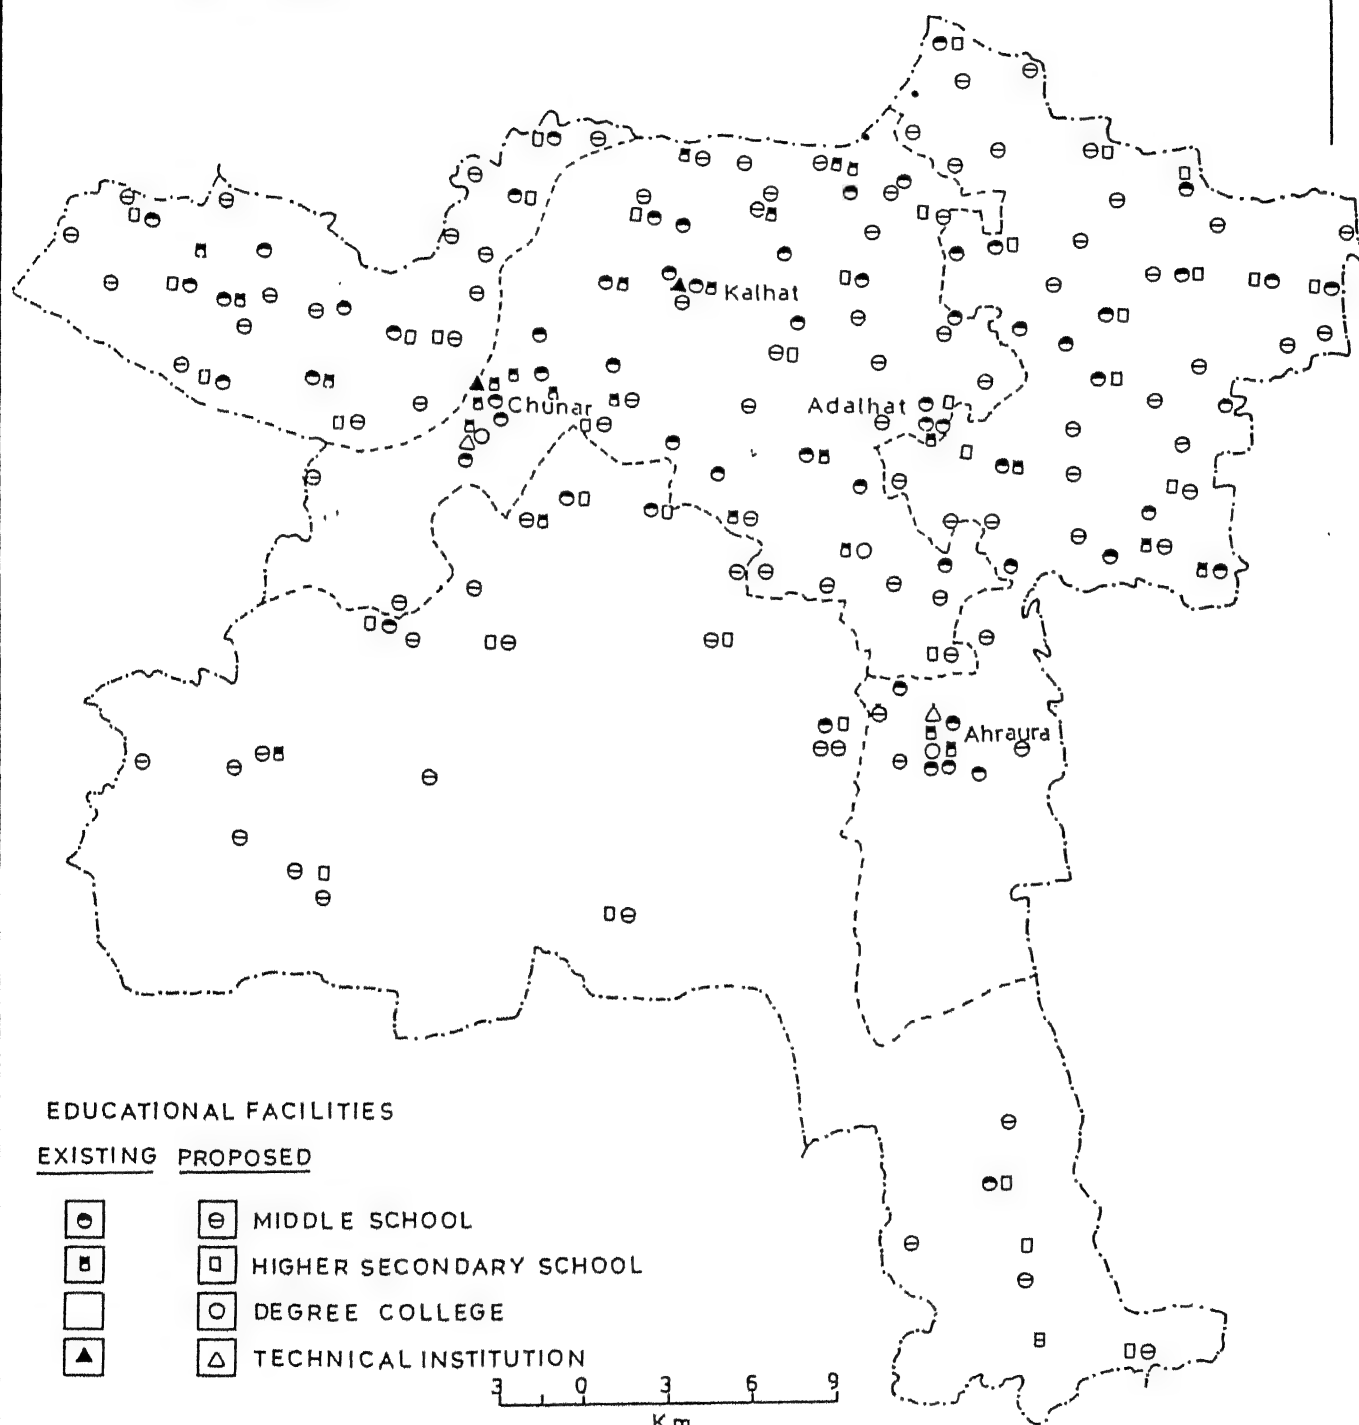 Kalhat
Chunar
Adalhat
Ahraura
EDUCATIONAL FACILITIES
EXISTING PROPOSED
MIDDLE SCHOOL
HIGHER SECONDARY SCHOOL
DEGREE COLLEGE
TECHNICAL INSTITUTION
3 0 3 6 9
Km